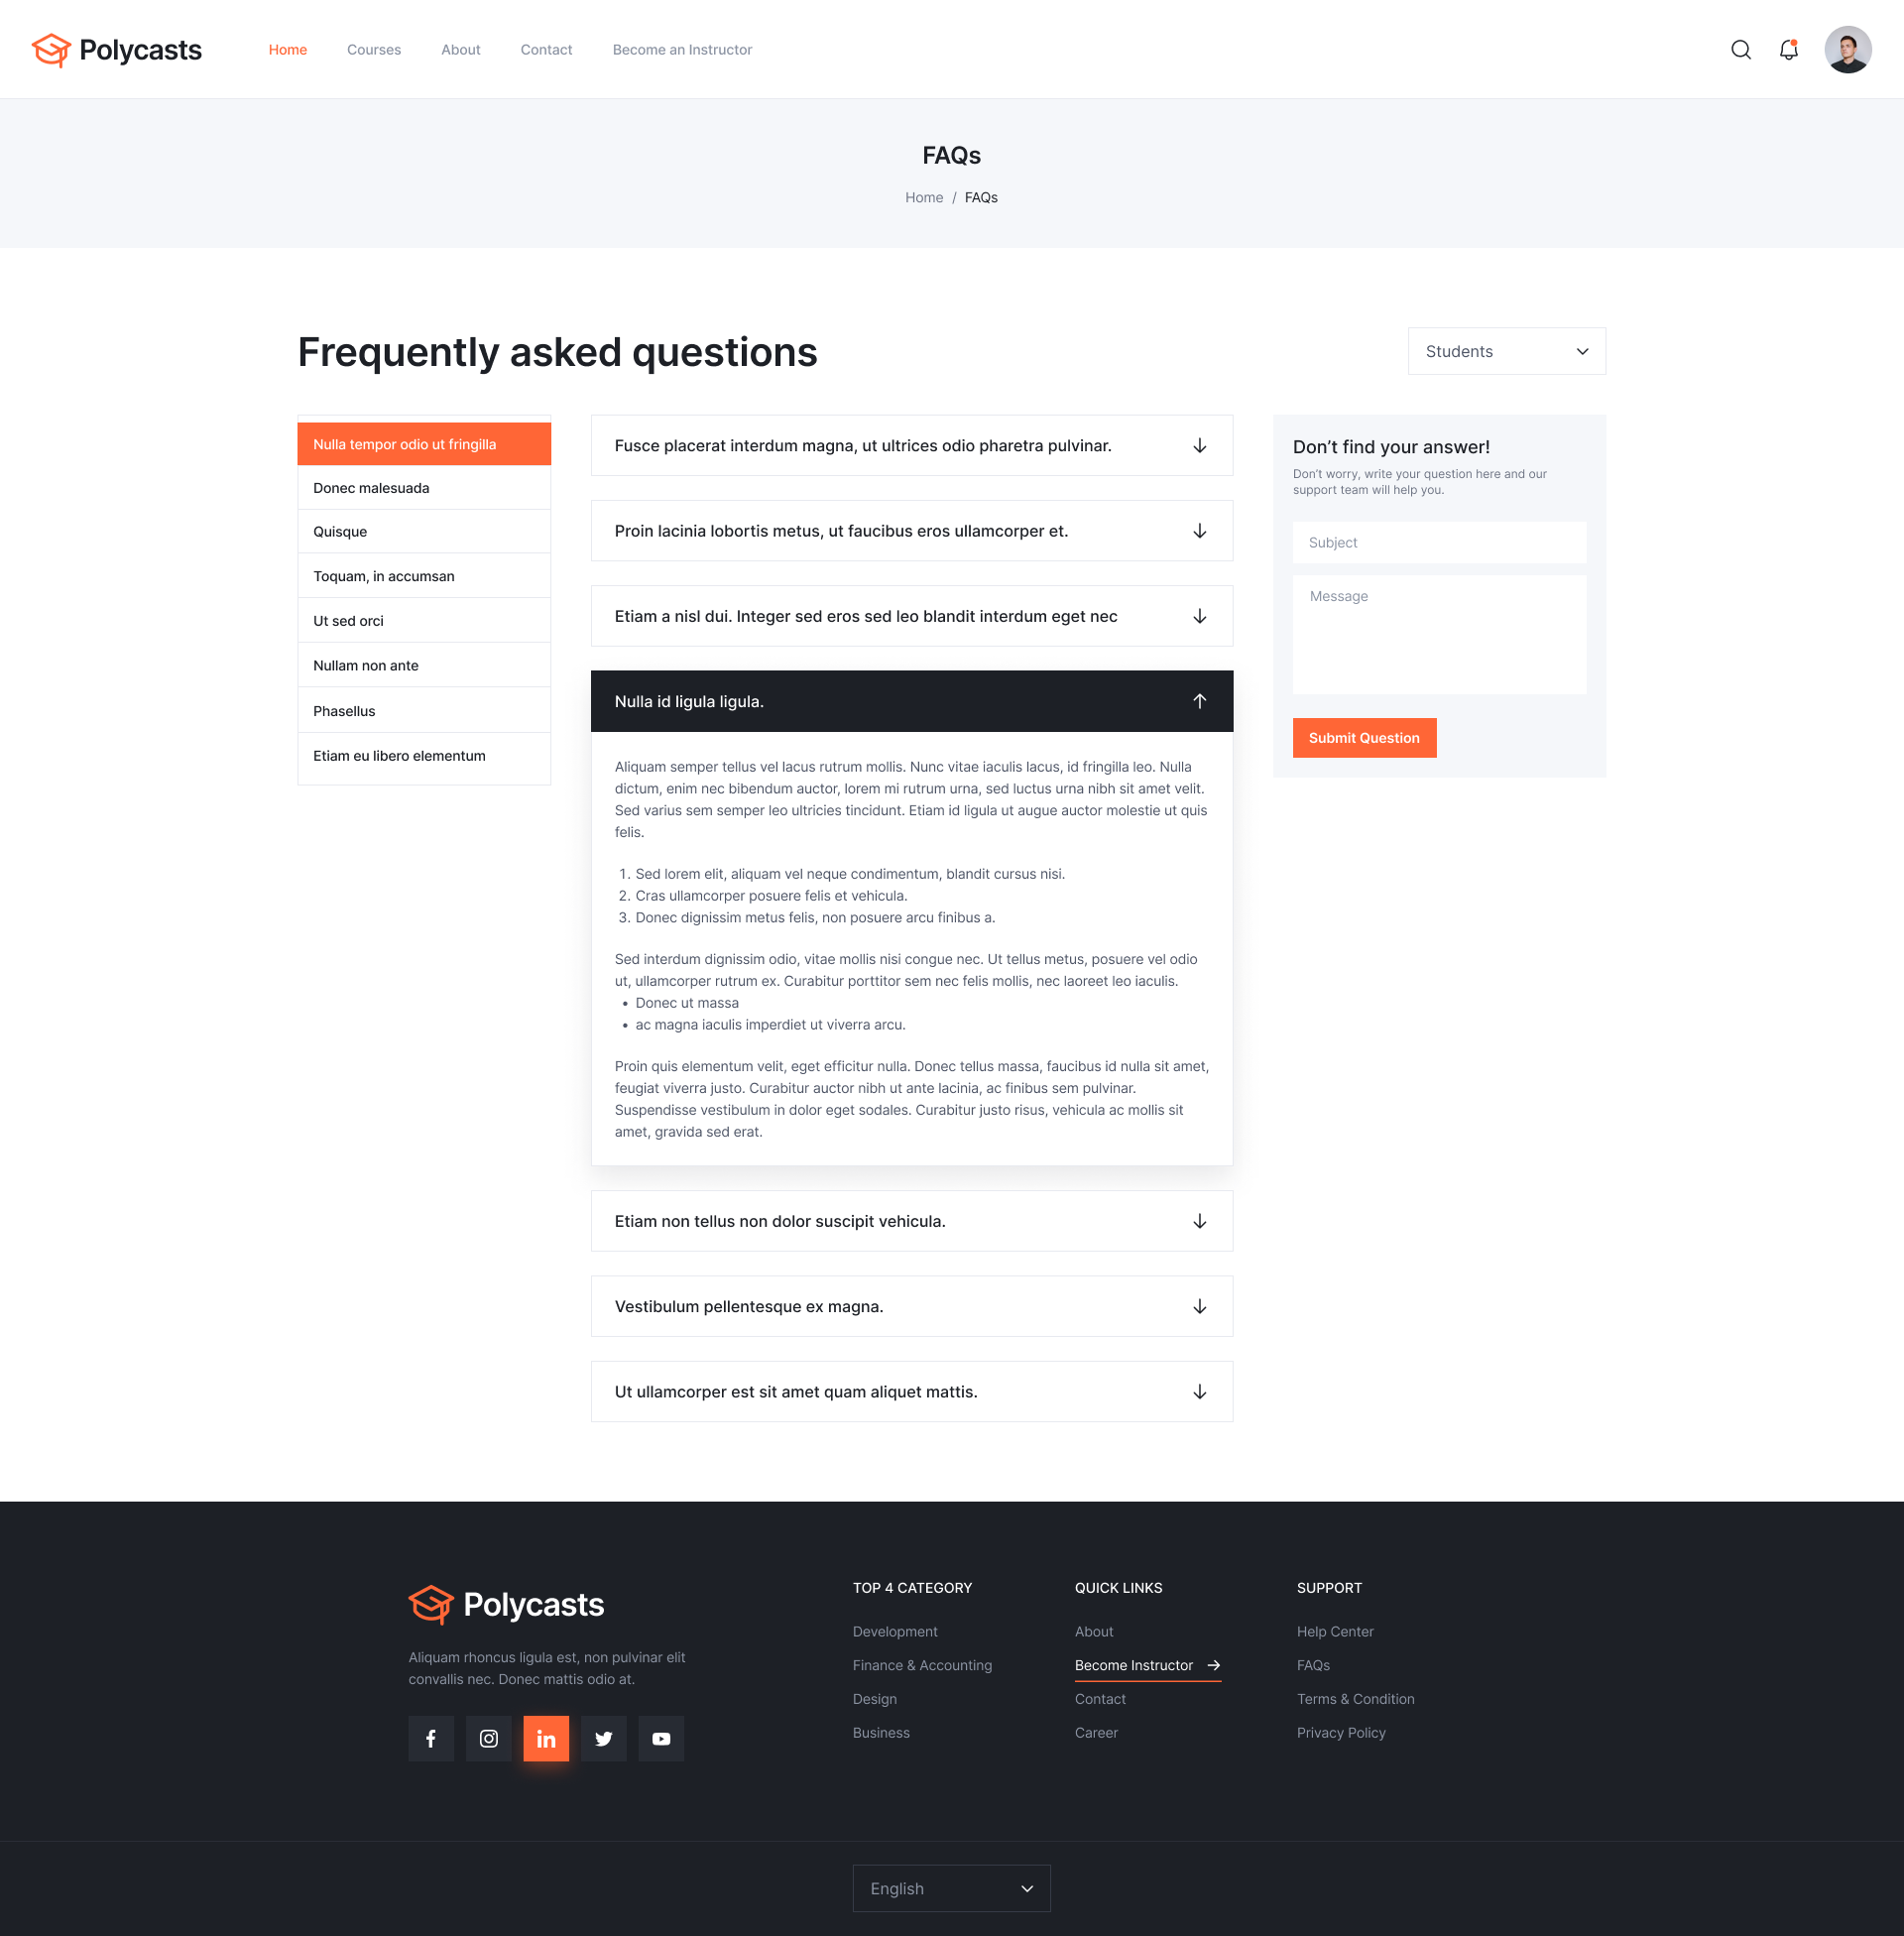 Polycasts
Home
Courses
About
Contact
Become an Instructor
FAQs
Home / FAQs
Frequently asked questions
Students
Nulla tempor odio ut fringilla
Donec malesuada
Quisque
Toquam, in accumsan
Ut sed orci
Nullam non ante
Phasellus
Etiam eu libero elementum
Fusce placerat interdum magna, ut ultrices odio pharetra pulvinar.
Proin lacinia lobortis metus, ut faucibus eros ullamcorper et.
Etiam a nisl dui. Integer sed eros sed leo blandit interdum eget nec
Nulla id ligula ligula.
Aliquam semper tellus vel lacus rutrum mollis. Nunc vitae iaculis lacus, id fringilla leo. Nulla
dictum, enim nec bibendum auctor, lorem mi rutrum urna, sed luctus urna nibh sit amet velit.
Sed varius sem semper leo ultricies tincidunt. Etiam id ligula ut augue auctor molestie ut quis
felis.
1. Sed lorem elit, aliquam vel neque condimentum, blandit cursus nisi.
2. Cras ullamcorper posuere felis et vehicula.
3. Donec dignissim metus felis, non posuere arcu finibus a.
Sed interdum dignissim odio, vitae mollis nisi congue nec. Ut tellus metus, posuere vel odio
ut, ullamcorper rutrum ex. Curabitur porttitor sem nec felis mollis, nec laoreet leo iaculis.
• Donec ut massa
• ac magna iaculis imperdiet ut viverra arcu.
Proin quis elementum velit, eget efficitur nulla. Donec tellus massa, faucibus id nulla sit amet,
feugiat viverra justo. Curabitur auctor nibh ut ante lacinia, ac finibus sem pulvinar.
Suspendisse vestibulum in dolor eget sodales. Curabitur justo risus, vehicula ac mollis sit
amet, gravida sed erat.
Etiam non tellus non dolor suscipit vehicula.
Vestibulum pellentesque ex magna.
Ut ullamcorper est sit amet quam aliquet mattis.
Don’t find your answer!
Don’t worry, write your question here and our
support team will help you.
Subject
Message
Submit Question
Polycasts
Aliquam rhoncus ligula est, non pulvinar elit
convallis nec. Donec mattis odio at.
TOP 4 CATEGORY
Development
Finance & Accounting
Design
Business
QUICK LINKS
About
Become Instructor
Contact
Career
SUPPORT
Help Center
FAQs
Terms & Condition
Privacy Policy
English